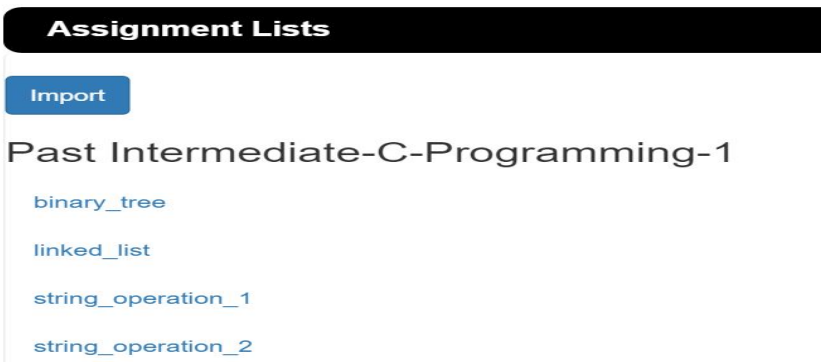 Assignment Lists
Import
Past Intermediate-C-Programming-1
binary_tree
linked_list
string_operation_1
string_operation_2